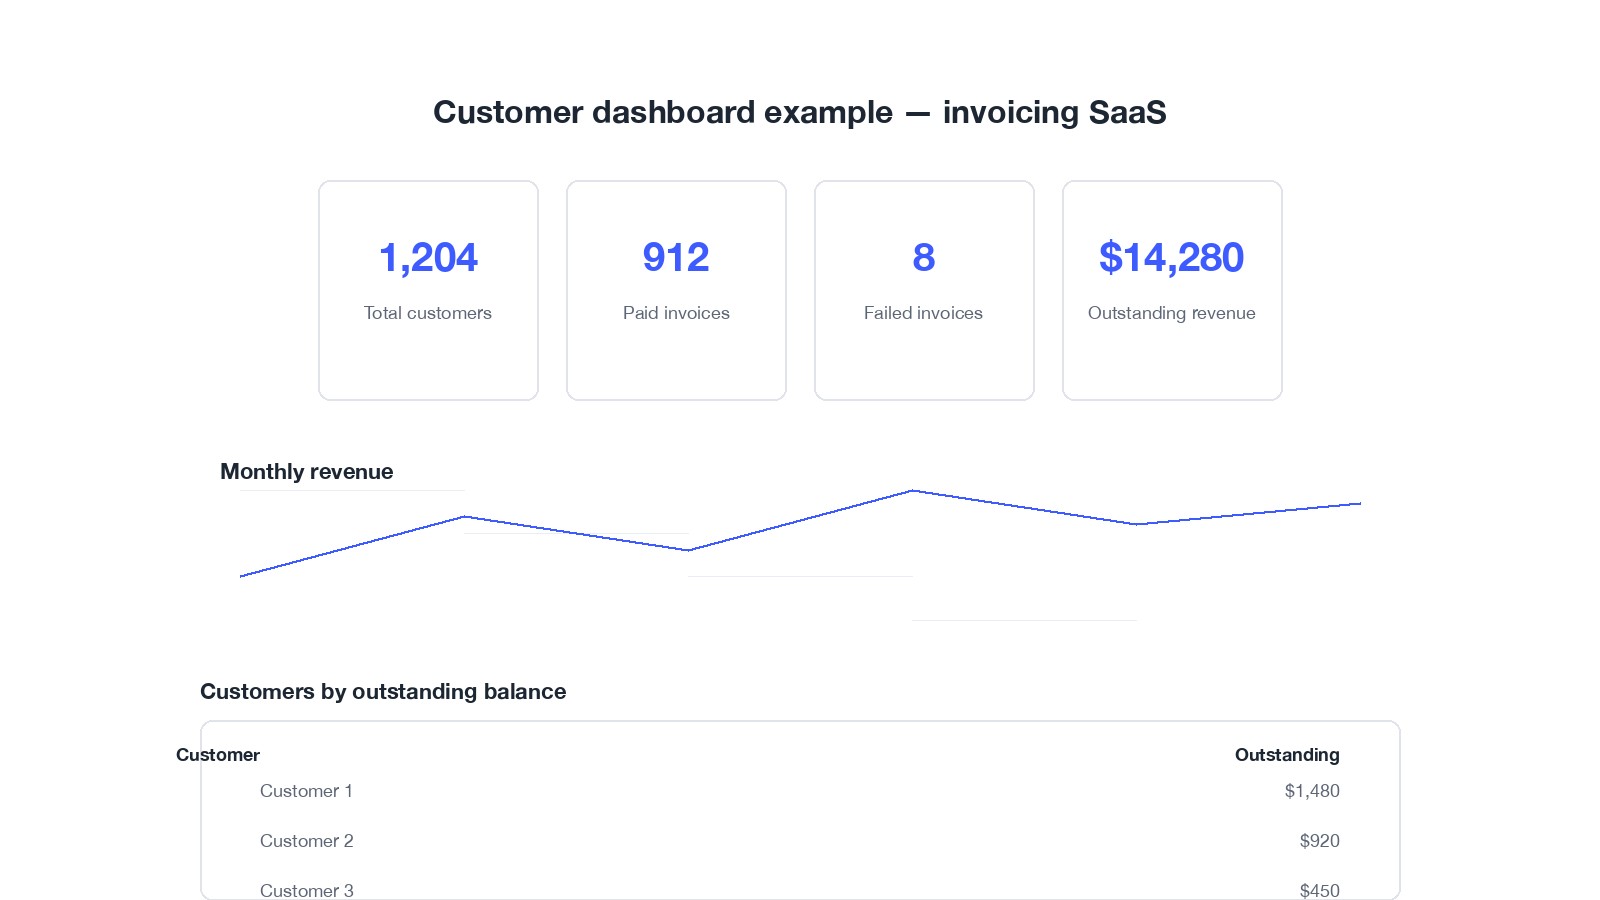 Customer dashboard example — invoicing SaaS
1,204
Total customers
912
Paid invoices
8
Failed invoices
$14,280
Outstanding revenue
Monthly revenue
Customers by outstanding balance
Customer Outstanding
Customer 1 $1,480
Customer 2 $920
Customer 3 $450